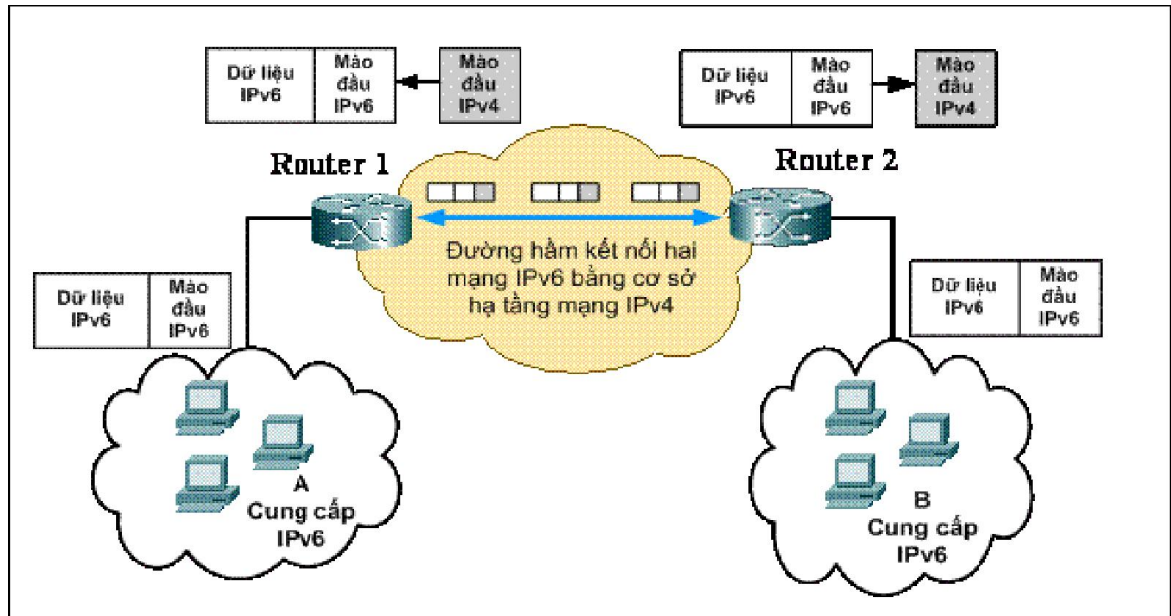 Dữ liệu
IPv6
Mào
đầu
IPv6
Mào
đầu
IPv4
Dữ liệu
IPv6
Mào
đầu
IPv6
Mào
đầu
IPv4
Router 1
Router 2
Đường hầm kết nối hai
mạng IPv6 bằng cơ sở
hạ tầng mạng IPv4
Dữ liệu
IPv6
Mào
đầu
IPv6
Dữ liệu
IPv6
Mào
đầu
IPv6
A
Cung cấp
IPv6
B
Cung cấp
IPv6